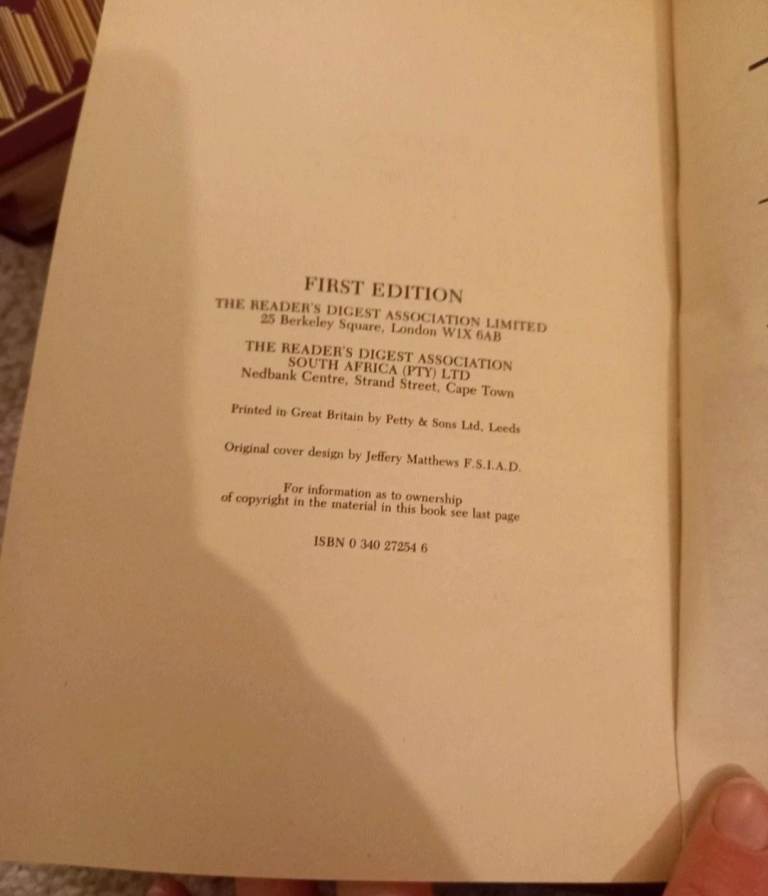 FIRST EDITION
THE READER'S DIGEST ASSOCIATION LIMITED
25 Berkeley Square, London W1X 6AB
THE READER'S DIGEST ASSOCIATION
SOUTH AFRICA (PTY) LTD
Nedbank Centre, Strand Street, Cape Town
Printed in Great Britain by Petty & Sons Ltd, Leeds
Original cover design by Jeffery Matthews F.S.I.A.D.
For information as to ownership
of copyright in the material in this book see last page
ISBN 0 340 27254 6